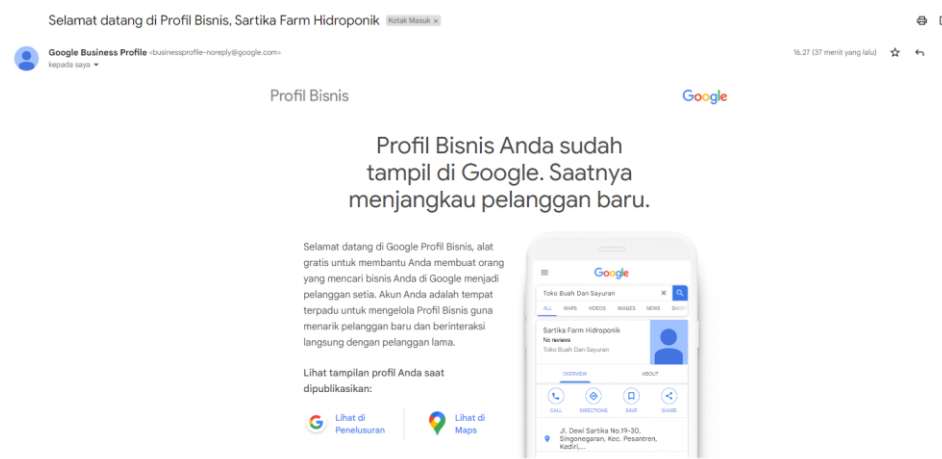 Selamat datang di Profil Bisnis, Sartika Farm Hidroponik Kotak Masuk x
Google Business Profile <businessprofile-noreply@google.com>
16.27 (37 menit yang lalu)
kepada saya
Profil Bisnis
Google
Profil Bisnis Anda sudah
tampil di Google. Saatnya
menjangkau pelanggan baru.
Selamat datang di Google Profil Bisnis, alat
gratis untuk membantu Anda membuat orang
yang mencari bisnis Anda di Google menjadi
pelanggan setia. Akun Anda adalah tempat
terpadu untuk mengelola Profil Bisnis guna
menarik pelanggan baru dan berinteraksi
langsung dengan pelanggan lama.
Lihat tampilan profil Anda saat
dipublikasikan:
Lihat di
Penelusuran
Lihat di
Maps
Google
Toko Buah Dan Sayuran
ALL MAPS VIDEOS IMAGES NEWS SHOP
Sartika Farm Hidroponik
No reviews
Toko Buah Dan Sayuran
OVERVIEW ABOUT
CALL DIRECTIONS SAVE SHARE
Jl. Dewi Sartika No.19-30,
Singonegaran, Kec. Pesantren,
Kediri,...